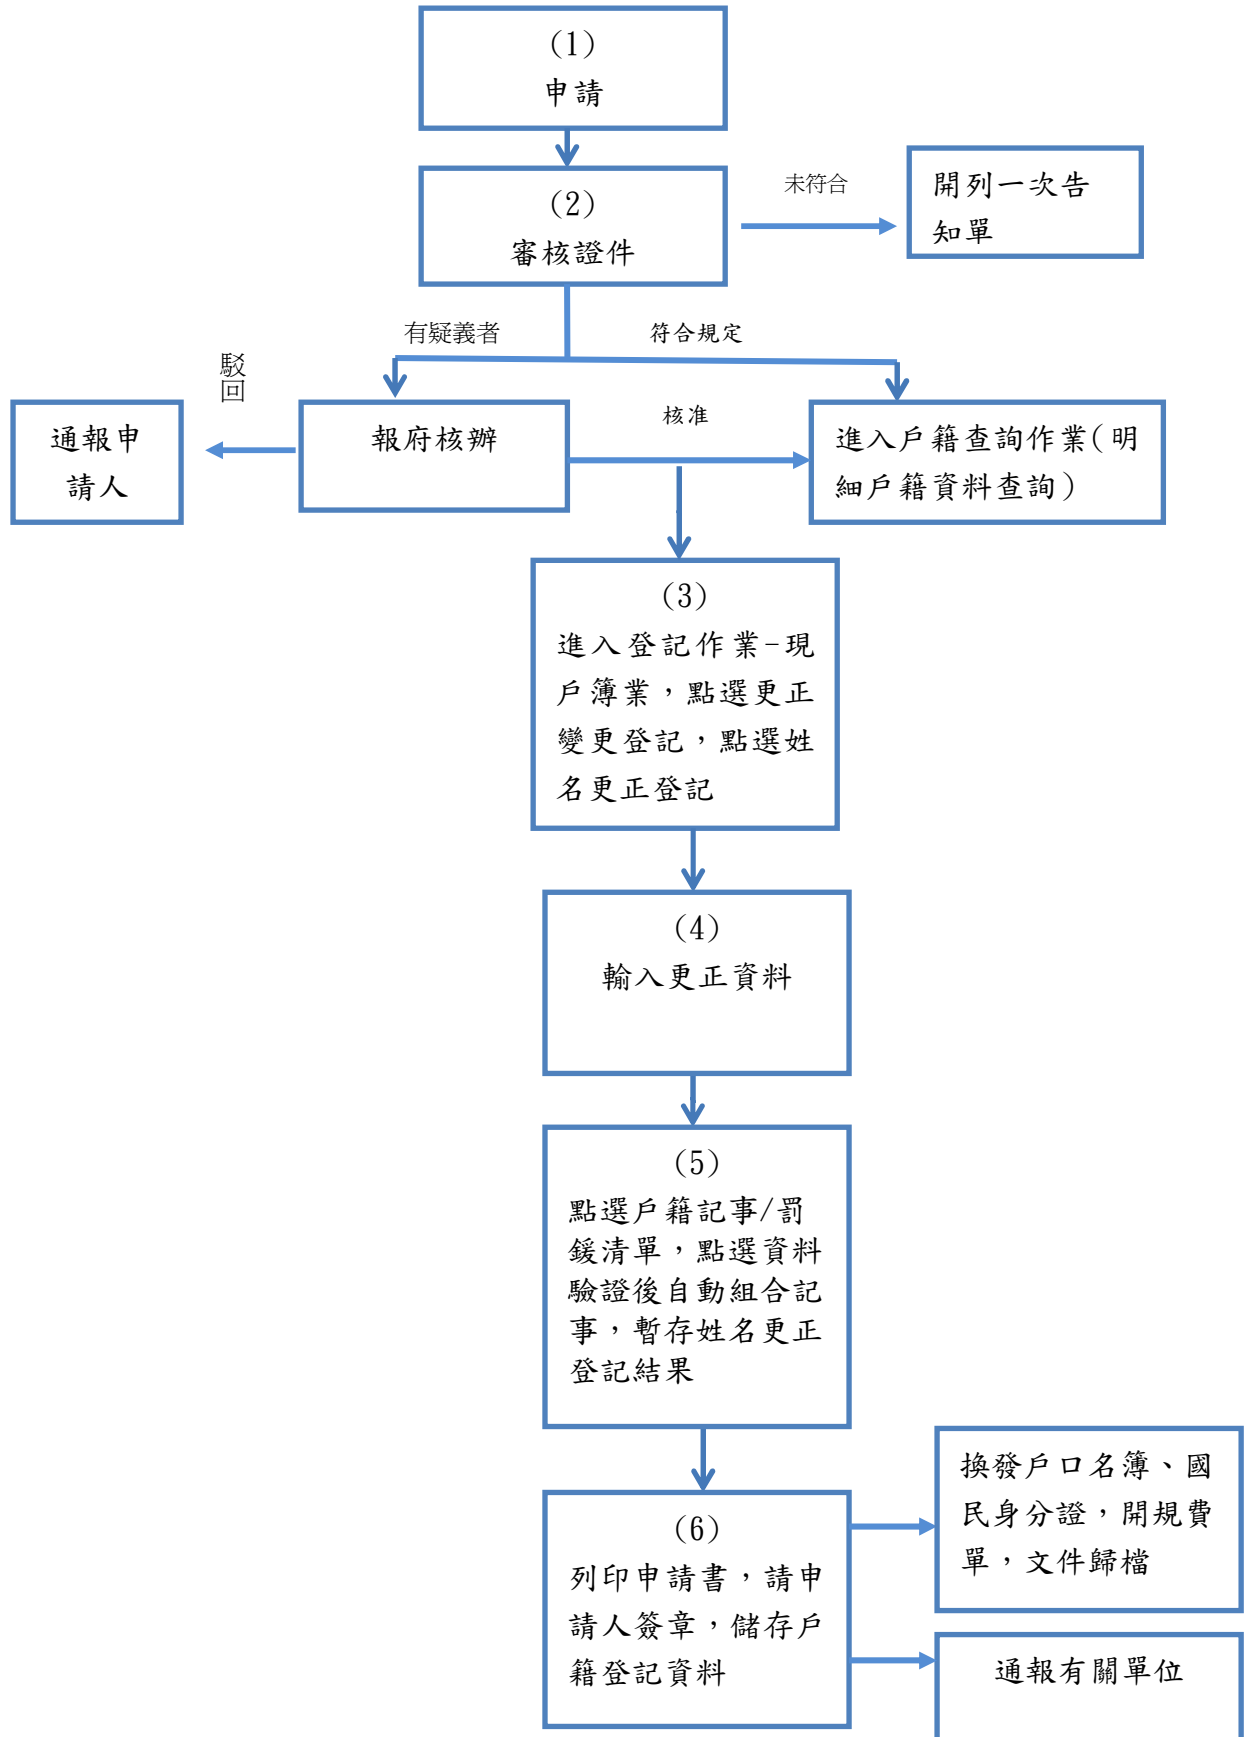 (1)
申請
(2)
審核證件
未符合
開列一次告
知單
有疑義者
符合規定
駁
回
通報申
請人
報府核辦
核准
進入戶籍查詢作業(明
細戶籍資料查詢)
(3)
進入登記作業-現
戶簿業，點選更正
變更登記，點選姓
名更正登記
(4)
輸入更正資料
(5)
點選戶籍記事/罰
鍰清單，點選資料
驗證後自動組合記
事，暫存姓名更正
登記結果
(6)
列印申請書，請申
請人簽章，儲存戶
籍登記資料
換發戶口名簿、國
民身分證，開規費
單，文件歸檔
通報有關單位